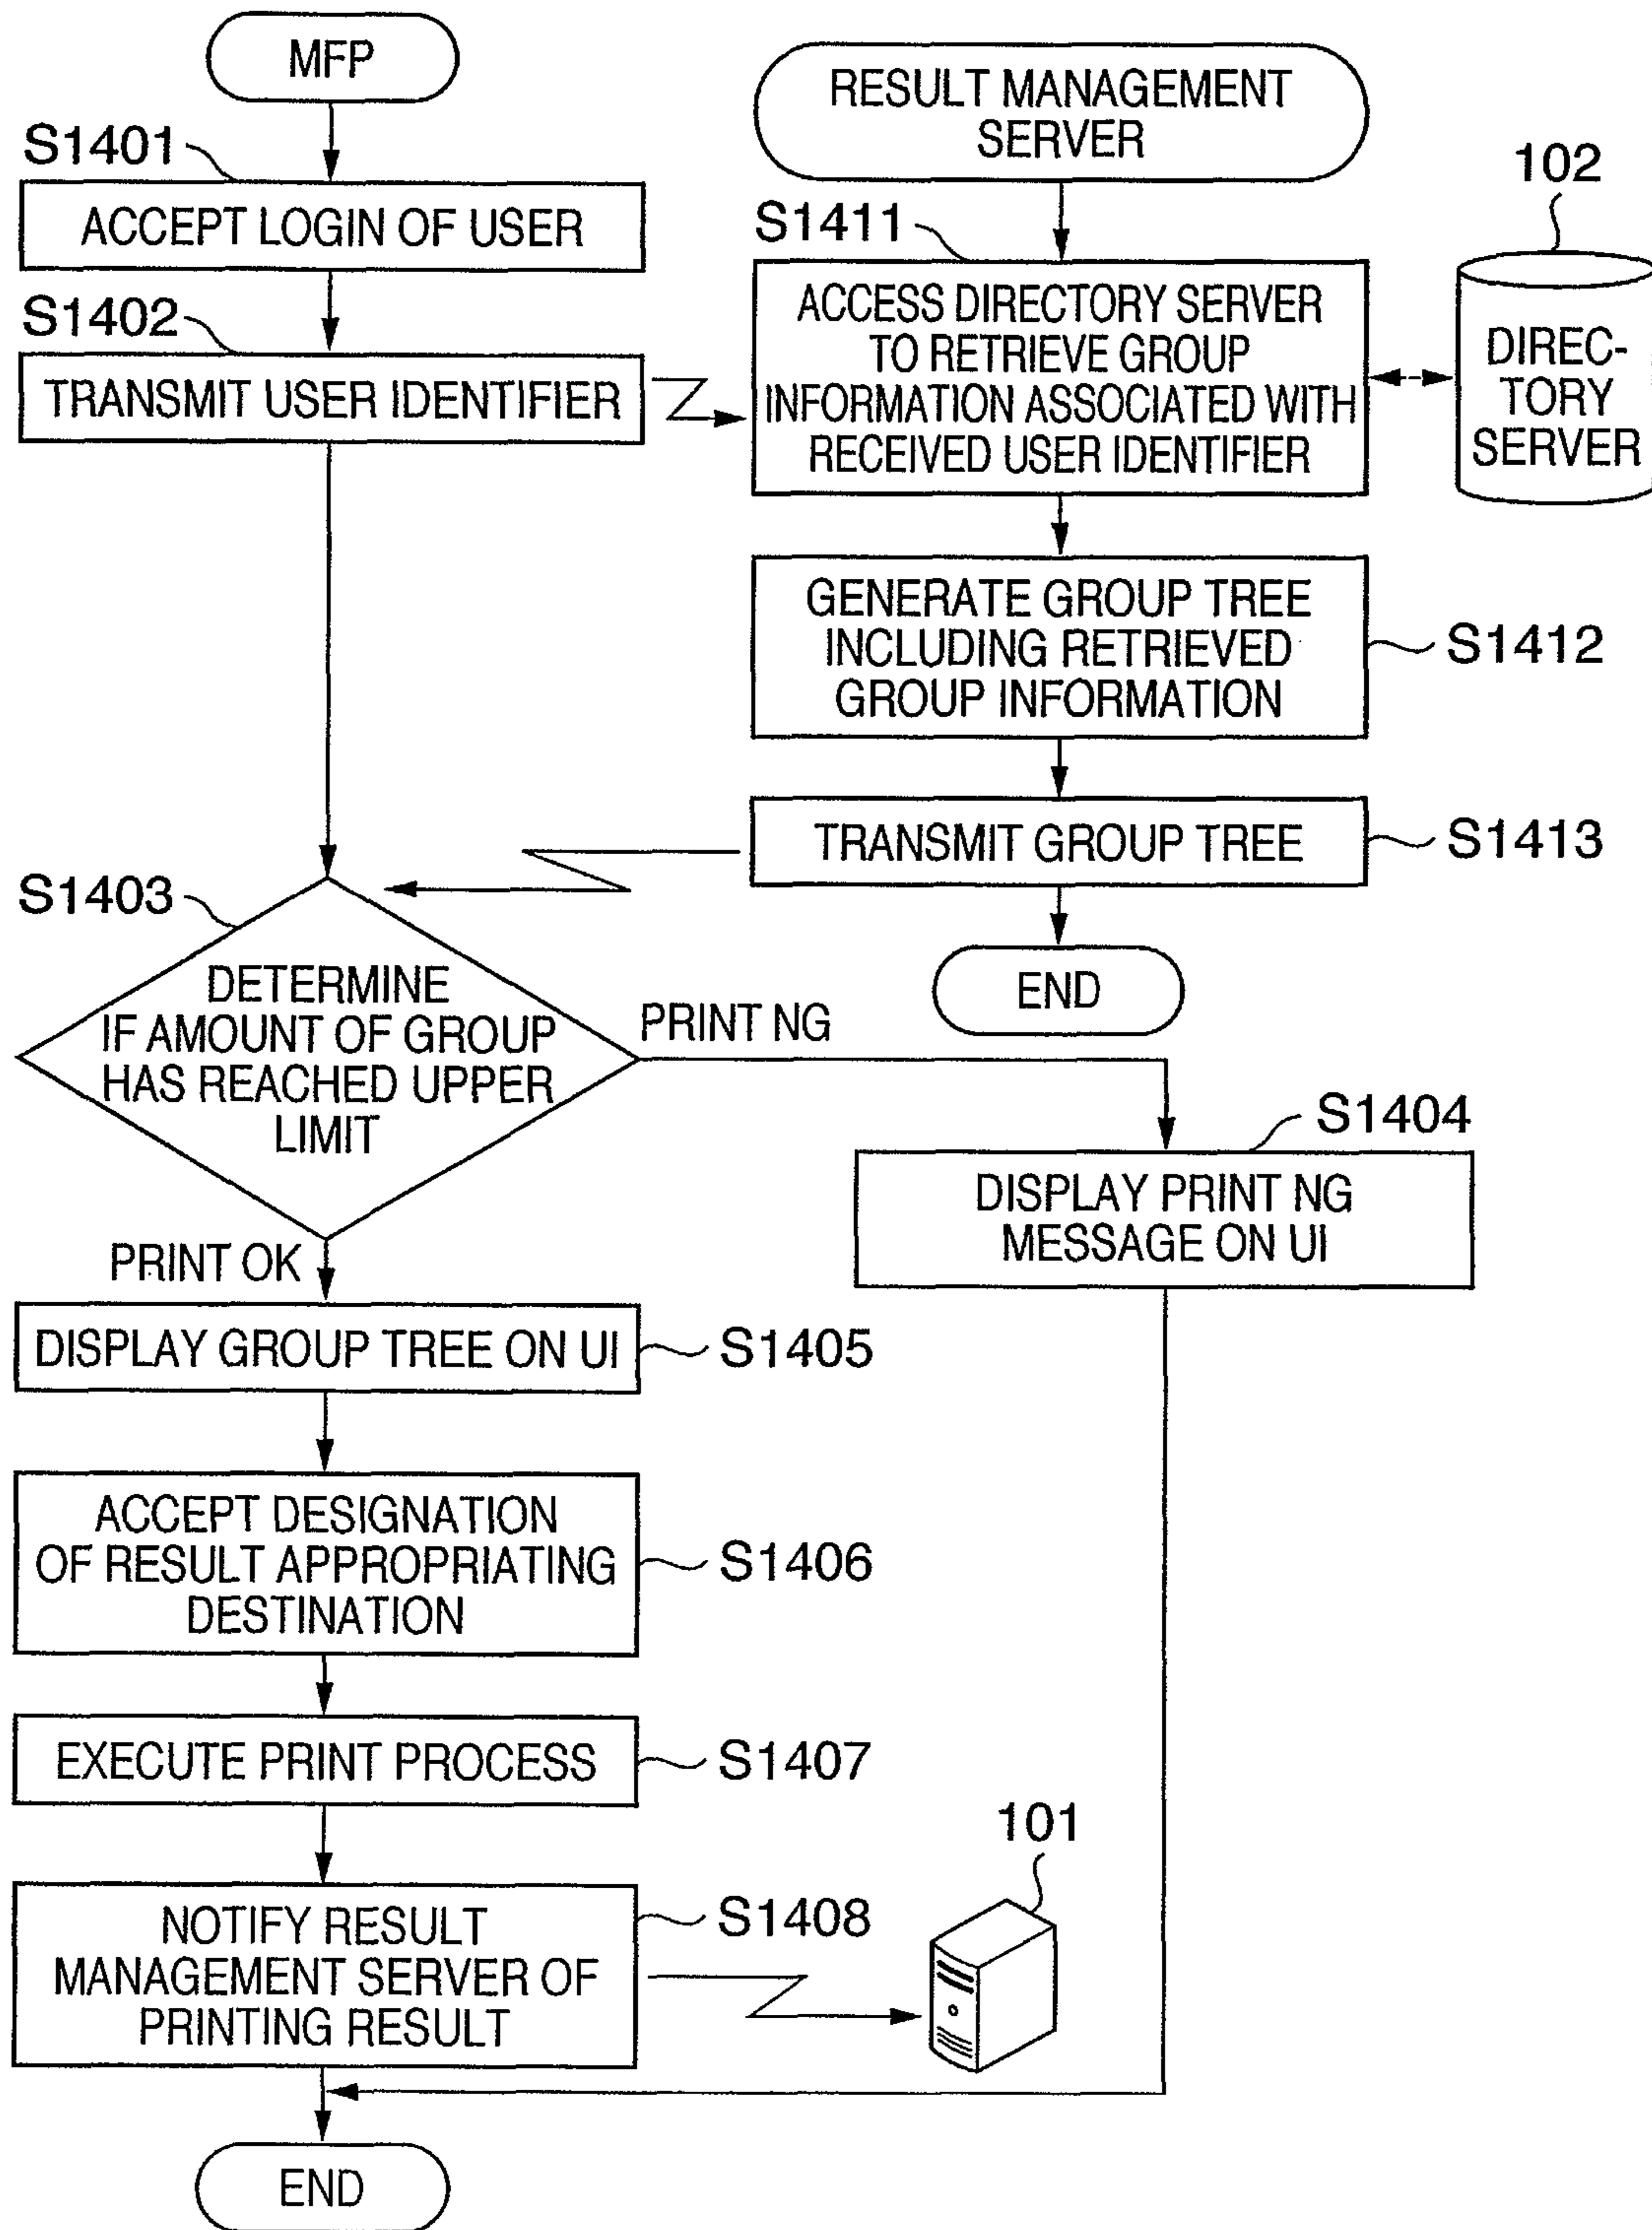 MFP
S1401
ACCEPT LOGIN OF USER
S1402
TRANSMIT USER IDENTIFIER
RESULT MANAGEMENT
SERVER
S1411
ACCESS DIRECTORY SERVER
TO RETRIEVE GROUP
INFORMATION ASSOCIATED WITH
RECEIVED USER IDENTIFIER
102
DIREC-
TORY
SERVER
GENERATE GROUP TREE
INCLUDING RETRIEVED
GROUP INFORMATION
S1412
TRANSMIT GROUP TREE
S1413
END
S1403
DETERMINE
IF AMOUNT OF GROUP
HAS REACHED UPPER
LIMIT
PRINT NG
S1404
DISPLAY PRINT NG
MESSAGE ON UI
PRINT OK
DISPLAY GROUP TREE ON UI
S1405
ACCEPT DESIGNATION
OF RESULT APPROPRIATING
DESTINATION
S1406
EXECUTE PRINT PROCESS
S1407
NOTIFY RESULT
MANAGEMENT SERVER OF
PRINTING RESULT
S1408
101
END